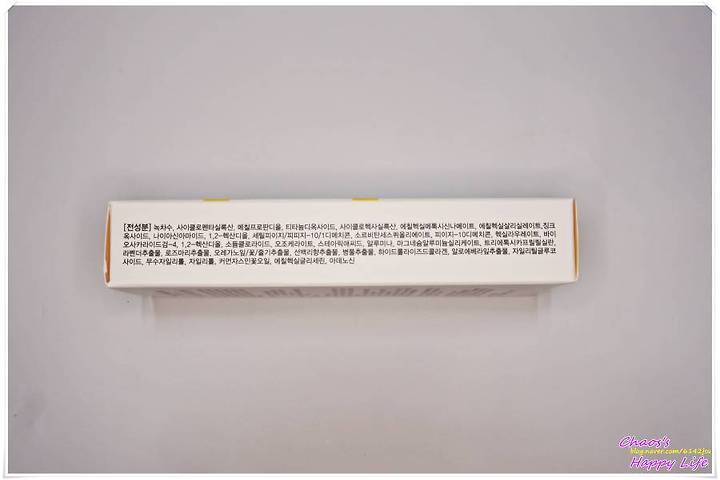 [전성분] 녹차수, 사이클로펜타실록산, 메칠프로판디올, 티타늄디옥사이드, 사이클로헥사실록산, 에칠헥실메톡시신나메이트, 에칠헥실살리실레이트,징크
옥사이드, 나이아신아마이드, 1,2-헥산디올, 세틸피이지/피피지-10/1디메치콘, 소르비탄세스퀴올리에이트, 피이지-10디메치콘, 헥실라우레이트, 바이
오사카라이드검-4, 1,2-헥산디올, 소듐클로라이드, 오조케라이트, 스테아릭애씨드, 알루미나, 마그네슘알루미늄실리케이트, 트리에톡시카프릴릴실란,
라벤더추출물, 로즈마리추출물, 오레가노잎/꽃/줄기추출물, 선백리향추출물, 병풀추출물, 하이드롤라이즈드콜라겐, 알로에베라잎추출물, 자일리틸글루코
사이드, 무수자일리톨, 자일리톨, 커먼자스민꽃오일, 에칠헥실글리세린, 아데노신
Chaos's
blog.naver.com/6142joi
Happy Life